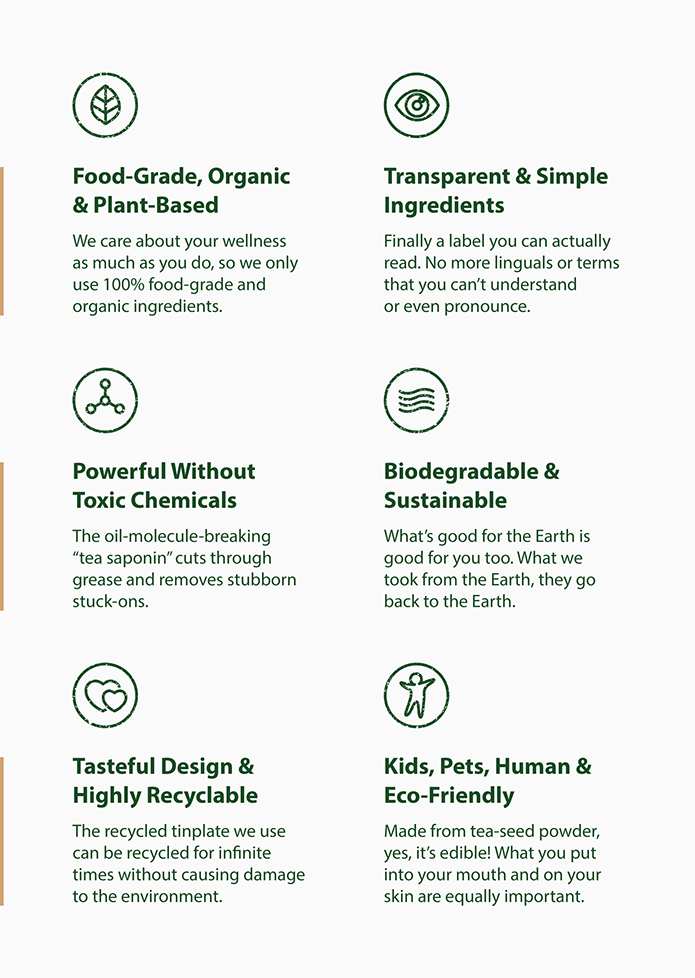 Food-Grade, Organic
& Plant-Based
We care about your wellness
as much as you do, so we only
use 100% food-grade and
organic ingredients.
Transparent & Simple
Ingredients
Finally a label you can actually
read. No more linguals or terms
that you can’t understand
or even pronounce.
Powerful Without
Toxic Chemicals
The oil-molecule-breaking
“tea saponin” cuts through
grease and removes stubborn
stuck-ons.
Biodegradable &
Sustainable
What’s good for the Earth is
good for you too. What we
took from the Earth, they go
back to the Earth.
Tasteful Design &
Highly Recyclable
The recycled tinplate we use
can be recycled for infinite
times without causing damage
to the environment.
Kids, Pets, Human &
Eco-Friendly
Made from tea-seed powder,
yes, it’s edible! What you put
into your mouth and on your
skin are equally important.